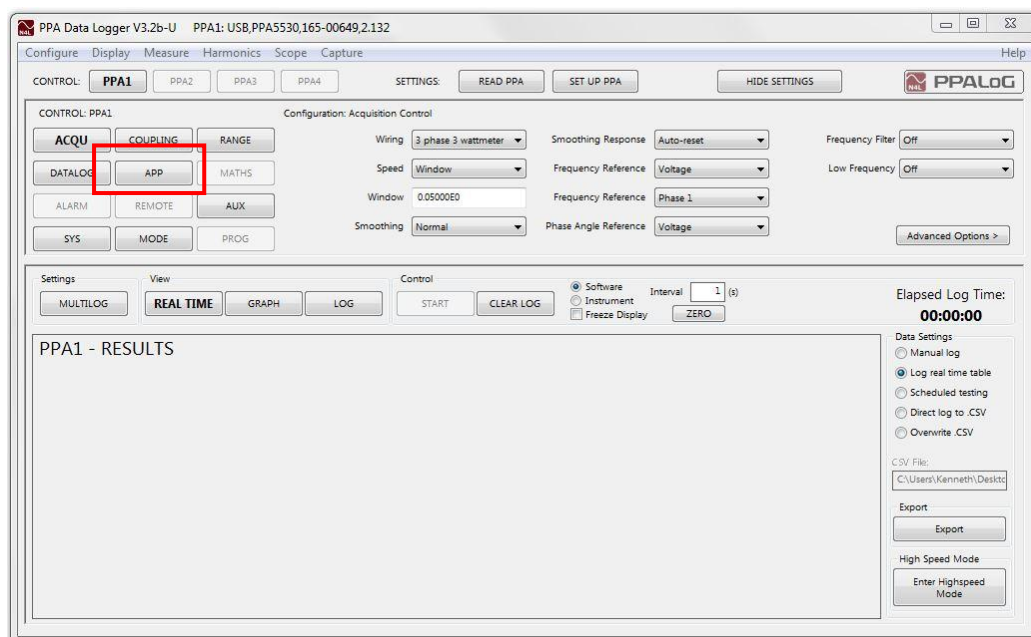 N4L PPA Data Logger V3.2b-U PPA1: USB,PPA5530,165-00649,2.132
Configure Display Measure Harmonics Scope Capture Help
CONTROL: PPA1 PPA2 PPA3 PPA4 SETTINGS: READ PPA SET UP PPA HIDE SETTINGS N4L PPALoG
CONTROL: PPA1 Configuration: Acquisition Control
ACQU COUPLING RANGE Wiring 3 phase 3 wattmeter Smoothing Response Auto-reset Frequency Filter Off
DATALOG APP MATHS Speed Window Frequency Reference Voltage Low Frequency Off
ALARM REMOTE AUX Window 0.05000E0 Frequency Reference Phase 1
SYS MODE PROG Smoothing Normal Phase Angle Reference Voltage Advanced Options >
Settings View Control
MULTILOG REAL TIME GRAPH LOG START CLEAR LOG
Software
Instrument
Freeze Display
Interval 1 (s)
ZERO
Elapsed Log Time:
00:00:00
PPA1 - RESULTS
Data Settings
Manual log
Log real time table
Scheduled testing
Direct log to .CSV
Overwrite .CSV
CSV File:
C:\Users\Kenneth\Deskto
Export
Export
High Speed Mode
Enter Highspeed
Mode